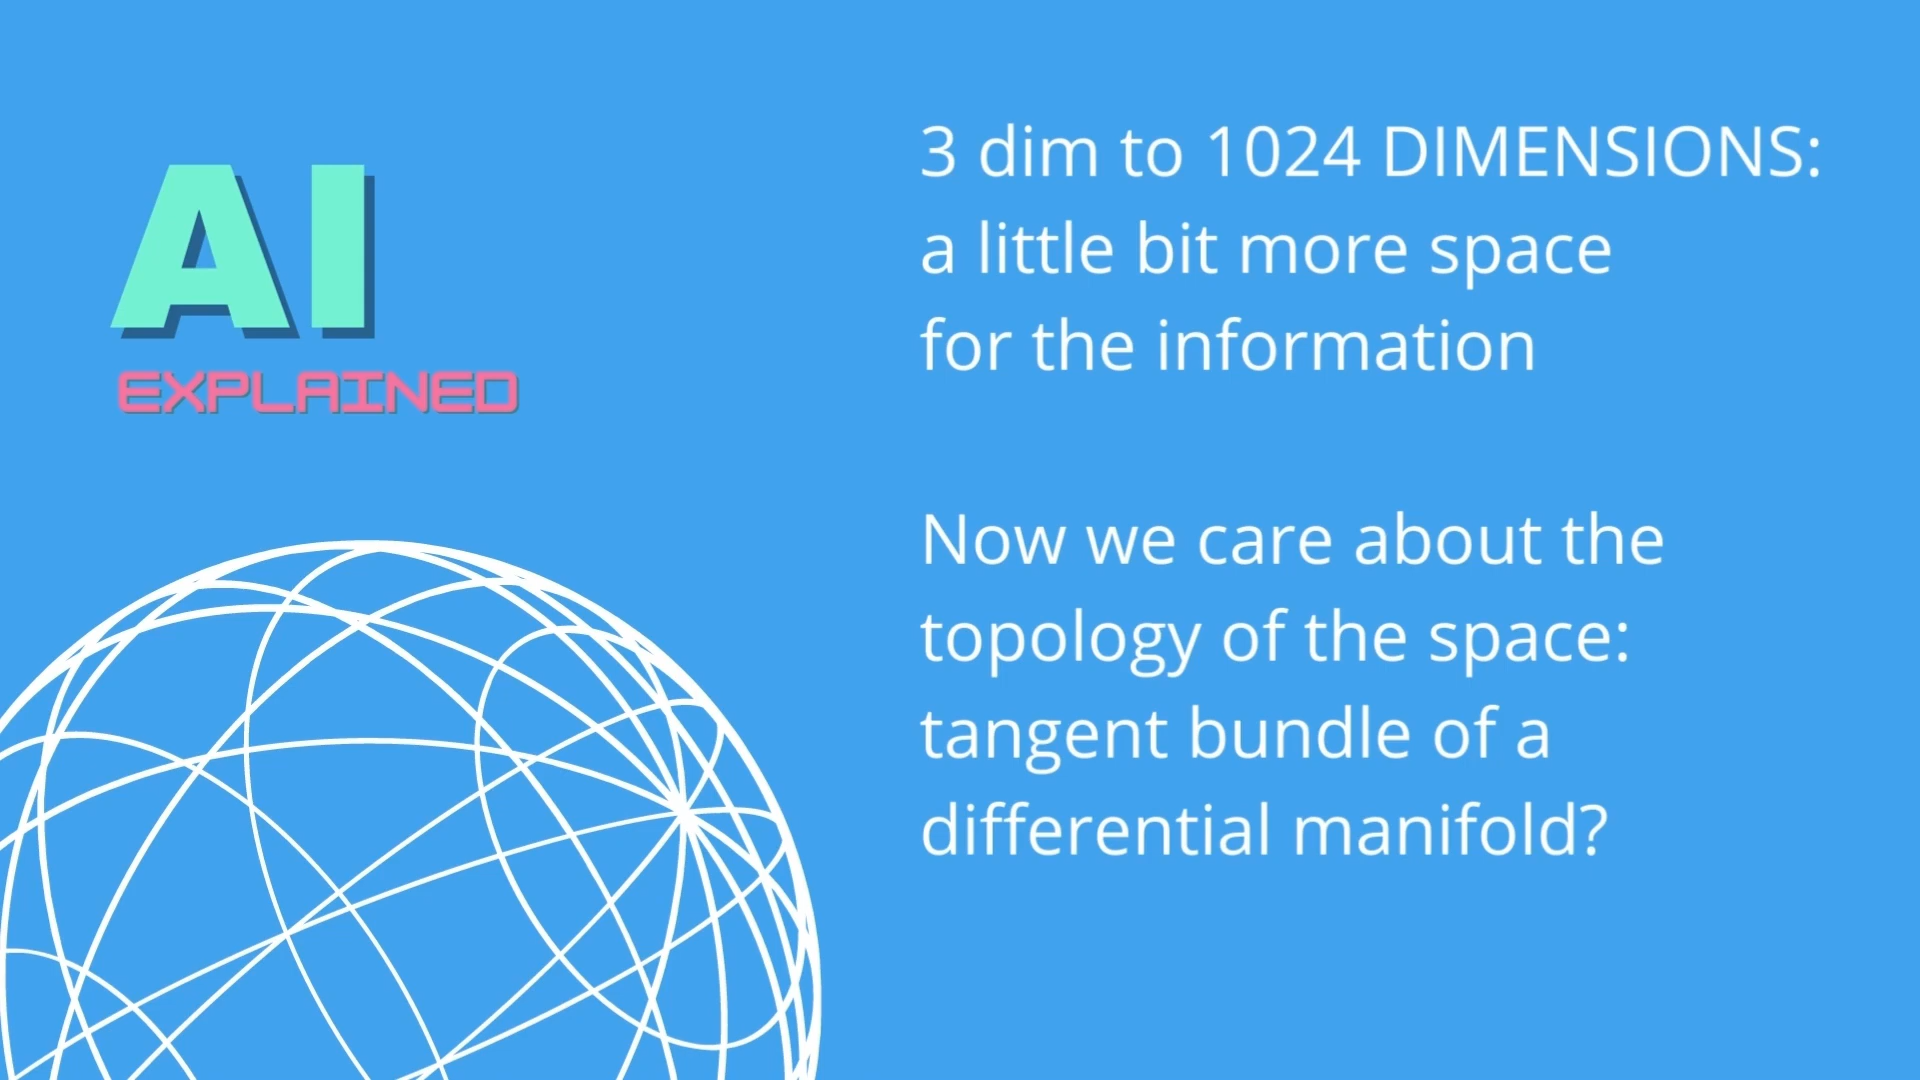 AI
EXPLAINED
3 dim to 1024 DIMENSIONS:
a little bit more space
for the information
Now we care about the
topology of the space:
tangent bundle of a
differential manifold?